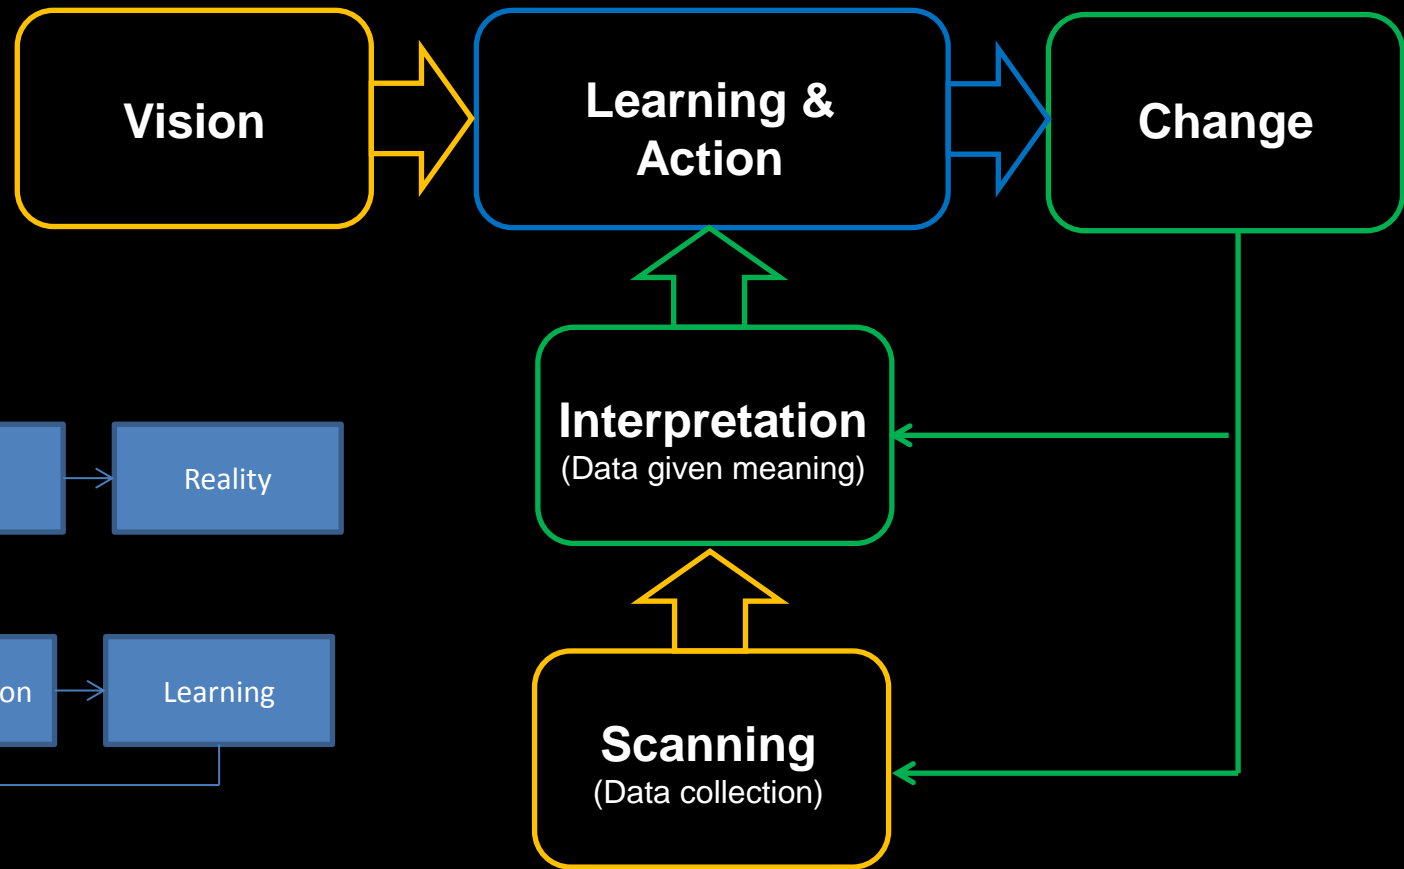 Vision
Learning &
Action
Change
Interpretation
(Data given meaning)
Reality
on
Learning
Scanning
(Data collection)